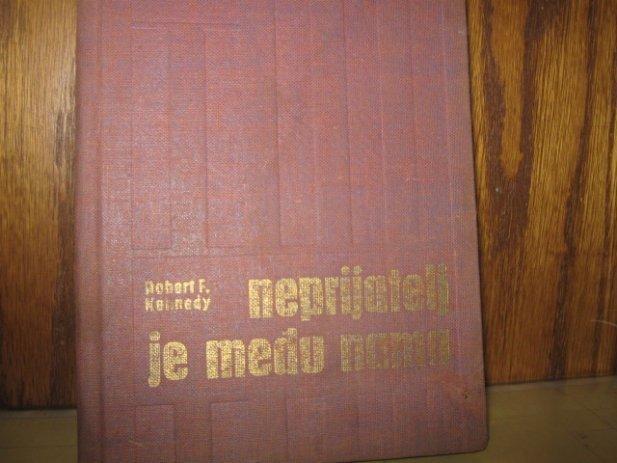 Robert F.
Kennedy
neprijatelj
je među nama